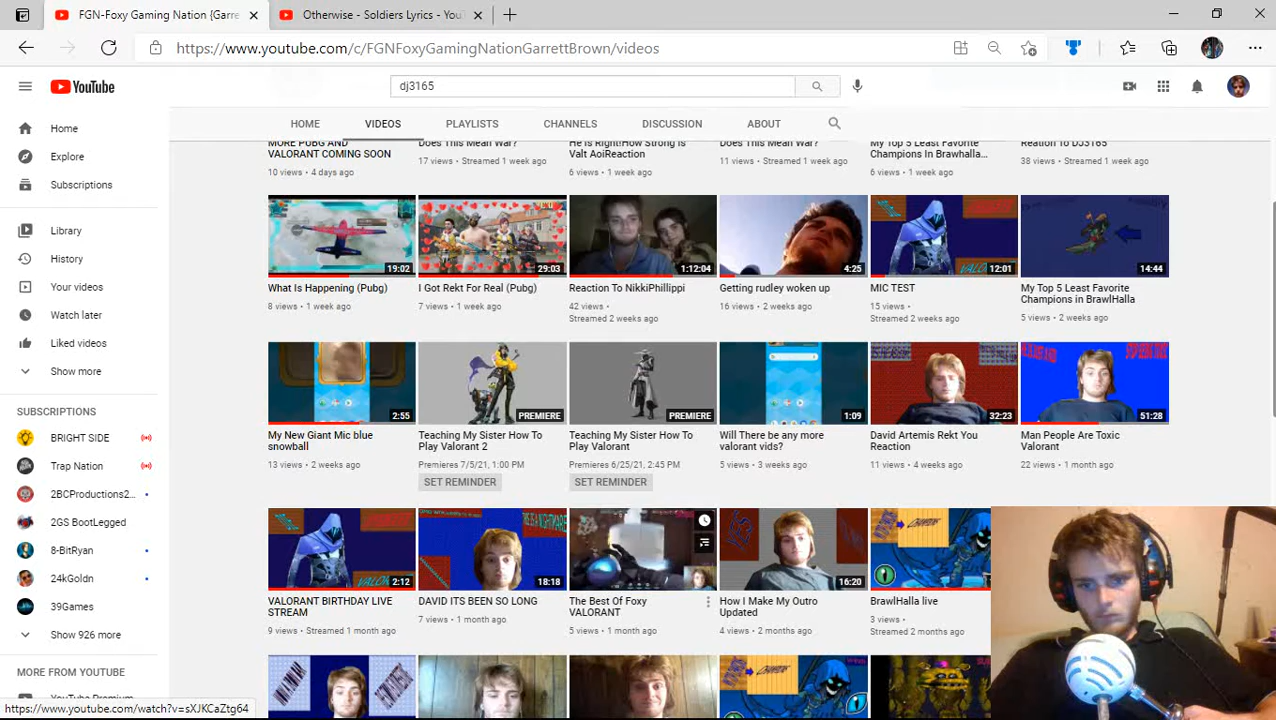 FGN-Foxy Gaming Nation {Garre
Otherwise - Soldiers Lyrics - You
https://www.youtube.com/c/FGNFoxyGamingNationGarrettBrown/videos
YouTube
dj3165
HOME VIDEOS PLAYLISTS CHANNELS DISCUSSION ABOUT
Home
Explore
Subscriptions
Library
History
Your videos
Watch later
Liked videos
Show more
SUBSCRIPTIONS
BRIGHT SIDE
Trap Nation
2BCProductions2...
2GS BootLegged
8-BitRyan
24kGoldn
39Games
Show 926 more
MORE FROM YOUTUBE
YouTube Premium
MORE PUBG AND
VALORANT COMING SOON
10 views • 4 days ago
Does This Mean War?
17 views • Streamed 1 week ago
He Is Right!How Strong Is
Valt AoiReaction
6 views • 1 week ago
Does This Mean War?
11 views • Streamed 1 week ago
My Top 5 Least Favorite
Champions In Brawhalla...
6 views • 1 week ago
Reation To DJ3165
38 views • Streamed 1 week ago
19:02
What Is Happening (Pubg)
8 views • 1 week ago
29:03
I Got Rekt For Real (Pubg)
7 views • 1 week ago
1:12:04
Reaction To NikkiPhillippi
42 views •
Streamed 2 weeks ago
4:25
Getting rudley woken up
16 views • 2 weeks ago
12:01
MIC TEST
15 views •
Streamed 2 weeks ago
14:44
My Top 5 Least Favorite
Champions in BrawlHalla
5 views • 2 weeks ago
2:55
My New Giant Mic blue
snowball
13 views • 2 weeks ago
PREMIERE
Teaching My Sister How To
Play Valorant 2
Premieres 7/5/21, 1:00 PM
SET REMINDER
PREMIERE
Teaching My Sister How To
Play Valorant
Premieres 6/25/21, 2:45 PM
SET REMINDER
1:09
Will There be any more
valorant vids?
5 views • 3 weeks ago
32:23
David Artemis Rekt You
Reaction
11 views • 4 weeks ago
51:28
Man People Are Toxic
Valorant
22 views • 1 month ago
2:12
VALORANT BIRTHDAY LIVE
STREAM
9 views • Streamed 1 month ago
18:18
DAVID ITS BEEN SO LONG
7 views • 1 month ago
The Best Of Foxy
VALORANT
5 views • 1 month ago
16:20
How I Make My Outro
Updated
4 views • 2 months ago
BrawlHalla live
3 views •
Streamed 2 months ago
https://www.youtube.com/watch?v=sXJKCaZtg64